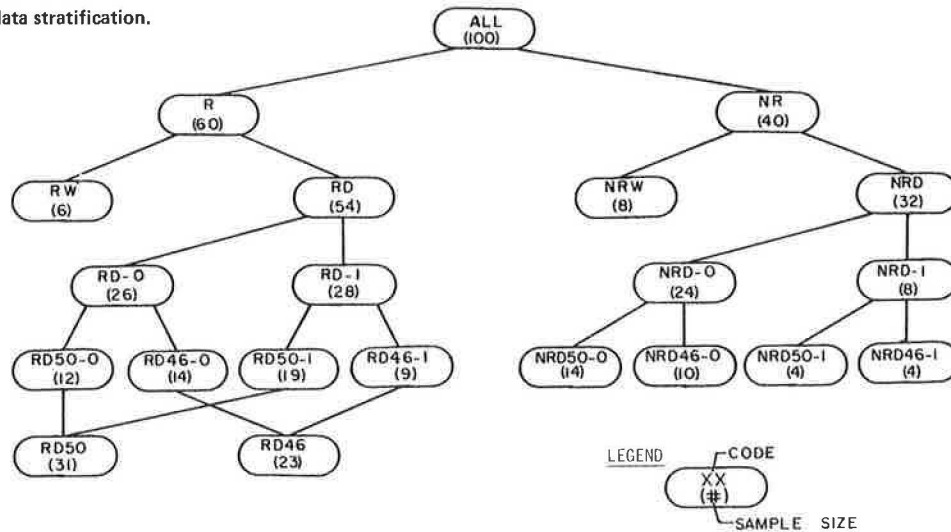 data stratification.
ALL
(100)
R
(60)
NR
(40)
RW
(6)
RD
(54)
NRW
(8)
NRD
(32)
RD-0
(26)
RD-1
(28)
NRD-0
(24)
NRD-1
(8)
RD50-0
(12)
RD46-0
(14)
RD50-1
(19)
RD46-1
(9)
NRD50-0
(14)
NRD46-0
(10)
NRD50-1
(4)
NRD46-1
(4)
RD50
(31)
RD46
(23)
LEGEND
CODE
XX
(#)
SAMPLE SIZE